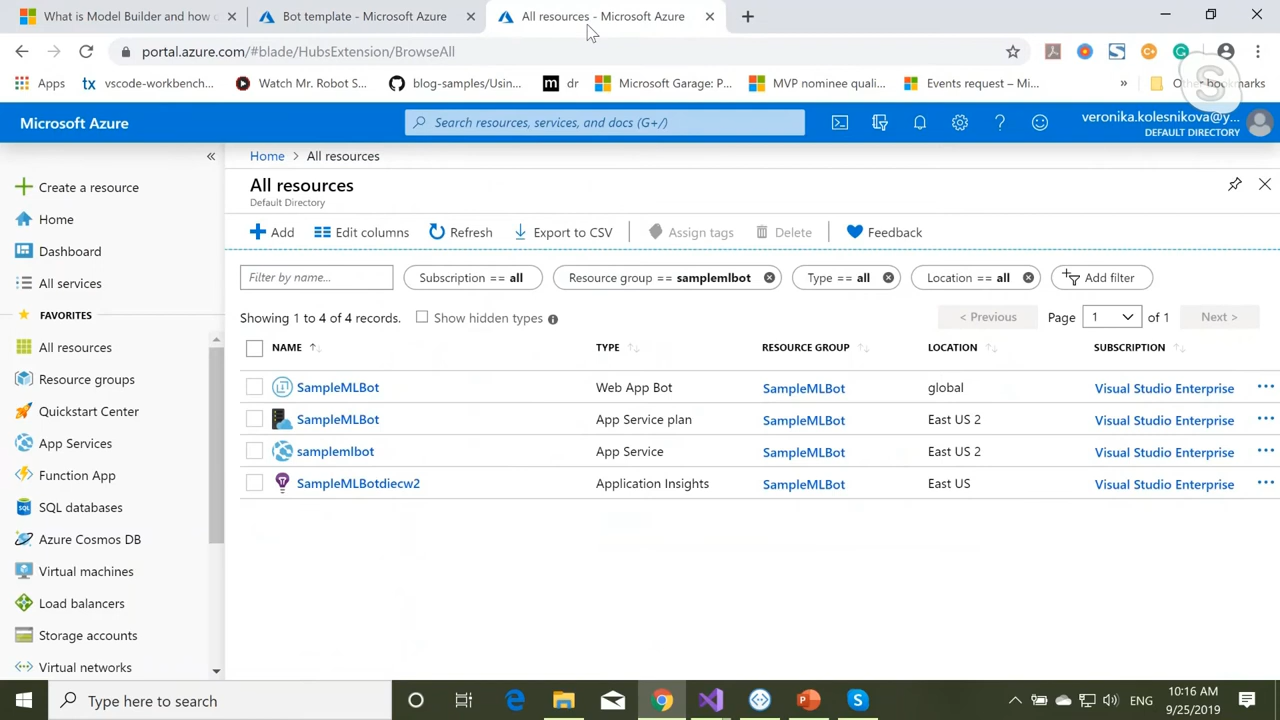 What is Model Builder and how
Bot template - Microsoft Azure
All resources - Microsoft Azure
portal.azure.com/#blade/HubsExtension/BrowseAll
Apps
tx vscode-workbench...
Watch Mr. Robot S...
blog-samples/Usin...
m dr
Microsoft Garage: P...
MVP nominee quali...
Events request – Mi...
»
Other bookmarks
Microsoft Azure
Search resources, services, and docs (G+/)
veronika.kolesnikova@y...
DEFAULT DIRECTORY
«
Create a resource
Home
Dashboard
All services
FAVORITES
All resources
Resource groups
Quickstart Center
App Services
Function App
SQL databases
Azure Cosmos DB
Virtual machines
Load balancers
Storage accounts
Virtual networks
Home > All resources
All resources
Default Directory
Add
Edit columns
Refresh
Export to CSV
Assign tags
Delete
Feedback
Filter by name...
Subscription == all
Resource group == samplemlbot
Type == all
Location == all
Add filter
Showing 1 to 4 of 4 records.
Show hidden types
< Previous
Page 1 of 1
Next >
NAME TYPE RESOURCE GROUP LOCATION SUBSCRIPTION
SampleMLBot Web App Bot SampleMLBot global Visual Studio Enterprise ...
SampleMLBot App Service plan SampleMLBot East US 2 Visual Studio Enterprise ...
samplemlbot App Service SampleMLBot East US 2 Visual Studio Enterprise ...
SampleMLBotdiecw2 Application Insights SampleMLBot East US Visual Studio Enterprise ...
Type here to search
ENG
10:16 AM
9/25/2019